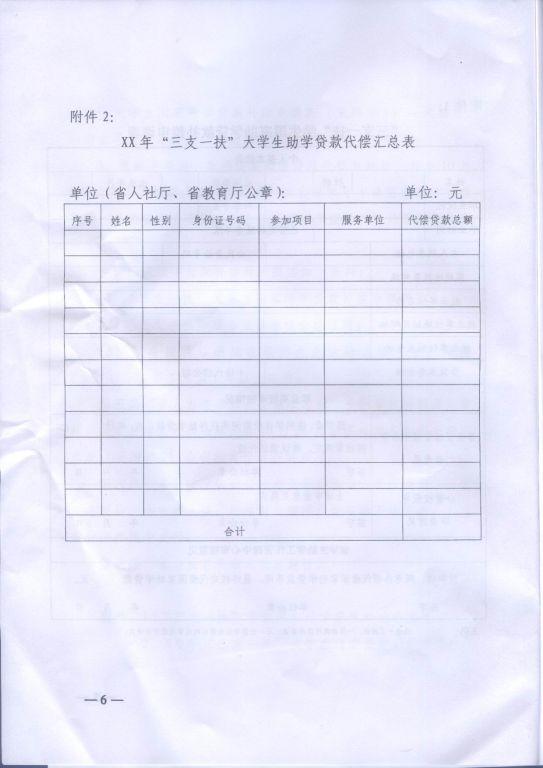 附件 2:
XX 年“三支一扶”大学生助学贷款代偿汇总表
单位(省人社厅、省教育厅公章): 单位: 元
序号 姓名 性别 身份证号码 参加项目 服务单位 代偿贷款总额
合计
—6—